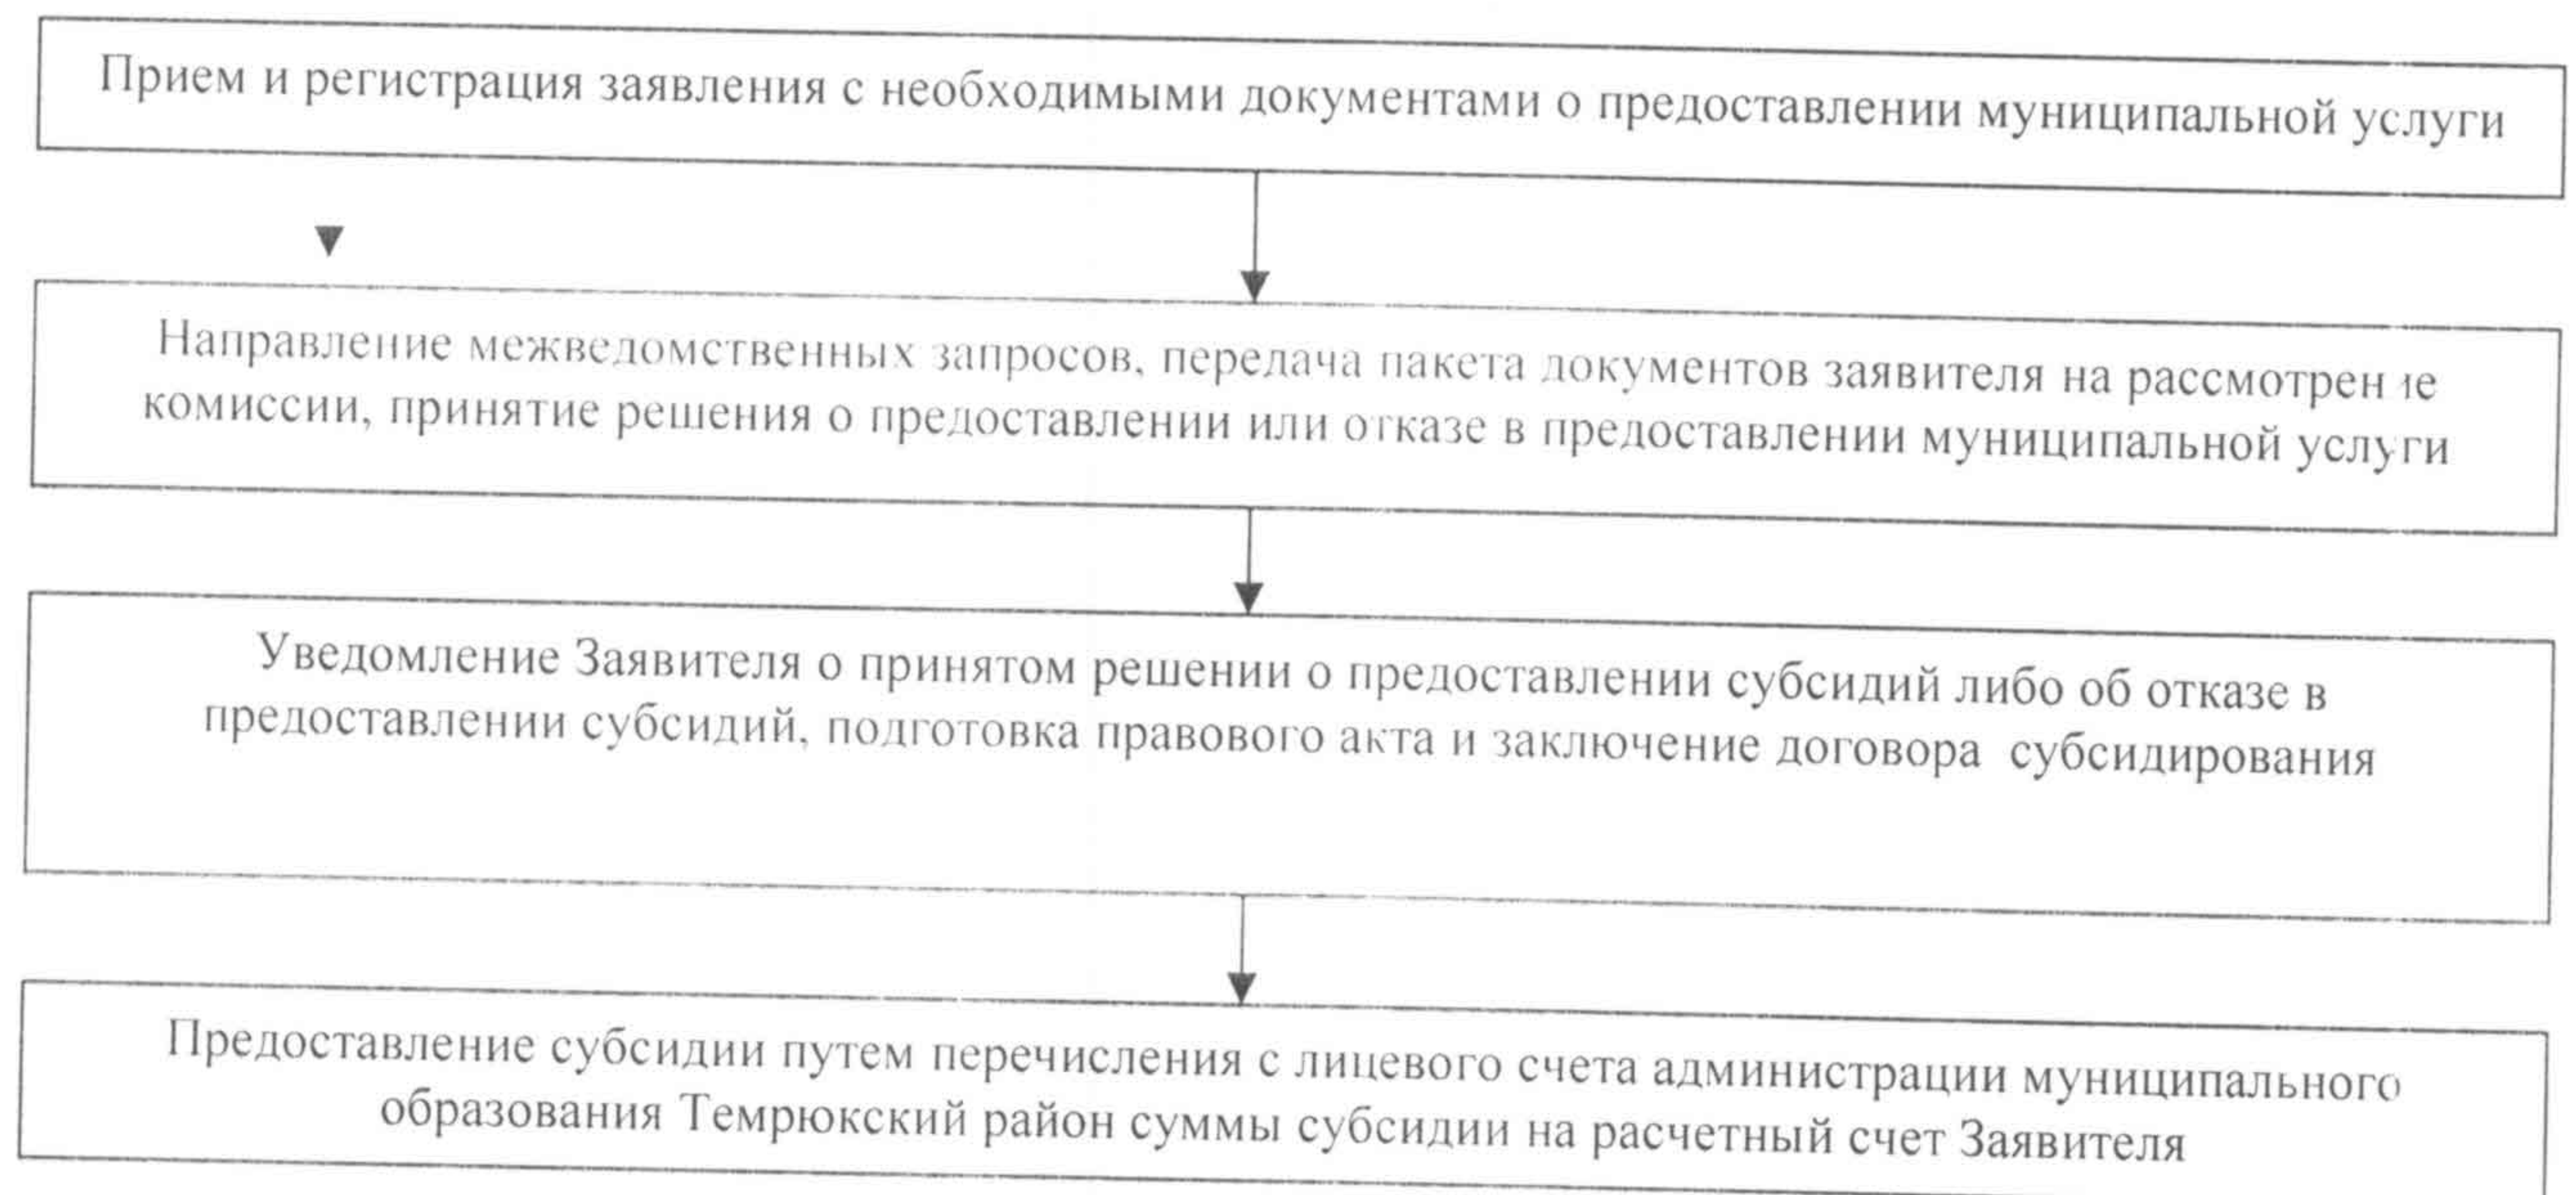 Прием и регистрация заявления с необходимыми документами о предоставлении муниципальной услуги
Направление межведомственных запросов, передача пакета документов заявителя на рассмотрение
комиссии, принятие решения о предоставлении или отказе в предоставлении муниципальной услуги
Уведомление Заявителя о принятом решении о предоставлении субсидий либо об отказе в
предоставлении субсидий, подготовка правового акта и заключение договора субсидирования
Предоставление субсидии путем перечисления с лицевого счета администрации муниципального
образования Темрюкский район суммы субсидии на расчетный счет Заявителя